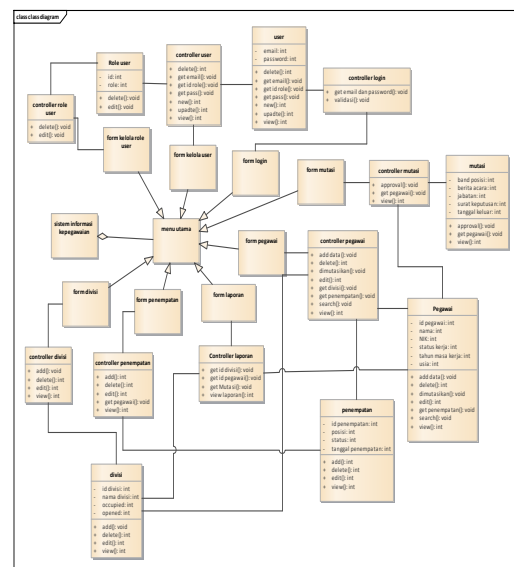 class class diagram
Role user
- id: int
- role: int
+ delete(): void
+ edit(): void
controller user
+ delete(): int
+ get email(): void
+ get id role(): void
+ get pass(): void
+ new(): int
+ upadte(): int
+ view(): int
user
- email: int
- password: int
+ delete(): int
+ get email(): void
+ get id role(): void
+ get pass(): void
+ new(): int
+ upadte(): int
+ view(): int
controller login
+ get email dan password(): void
+ validasi(): void
controller role
user
+ delete(): void
+ edit(): void
form kelola role
user
form kelola user
form login
form mutasi
controller mutasi
+ approval(): void
+ get pegawai(): void
+ view(): int
mutasi
- band posisi: int
- berita acara: int
- jabatan: int
- surat keputusan: int
- tanggal keluar: int
+ approval(): void
+ get pegawai(): void
+ view(): int
sistem informasi
kepegawaian
menu utama
form pegawai
controller pegawai
+ add data(): void
+ delete(): int
+ dimutasikan(): int
+ edit(): int
+ get divisi(): void
+ get penempatan(): void
+ search(): void
+ view(): int
form divisi
form penempatan
form laporan
Pegawai
- id pegawai: int
- nama: int
- NIK: int
- status kerja: int
- tahun masa kerja: int
- usia: int
+ add data(): void
+ delete(): int
+ dimutasikan(): int
+ edit(): int
+ get penempatan(): void
+ search(): void
+ view(): int
controller divisi
+ add(): void
+ delete(): int
+ edit(): int
+ view(): int
controller penempatan
+ add(): int
+ delete(): int
+ edit(): int
+ get pegawai(): void
+ view(): int
Controller laporan
+ get id divisi(): void
+ get id pegawai(): void
+ get Mutasi(): void
+ view laporan(): int
penempatan
- id penempatan: int
- posisi: int
- status: int
- tanggal penempatan: int
+ add(): int
+ delete(): int
+ edit(): int
+ view(): int
divisi
- id divisi: int
- nama divisi: int
- occupied: int
- opened: int
+ add(): void
+ delete(): int
+ edit(): int
+ view(): int